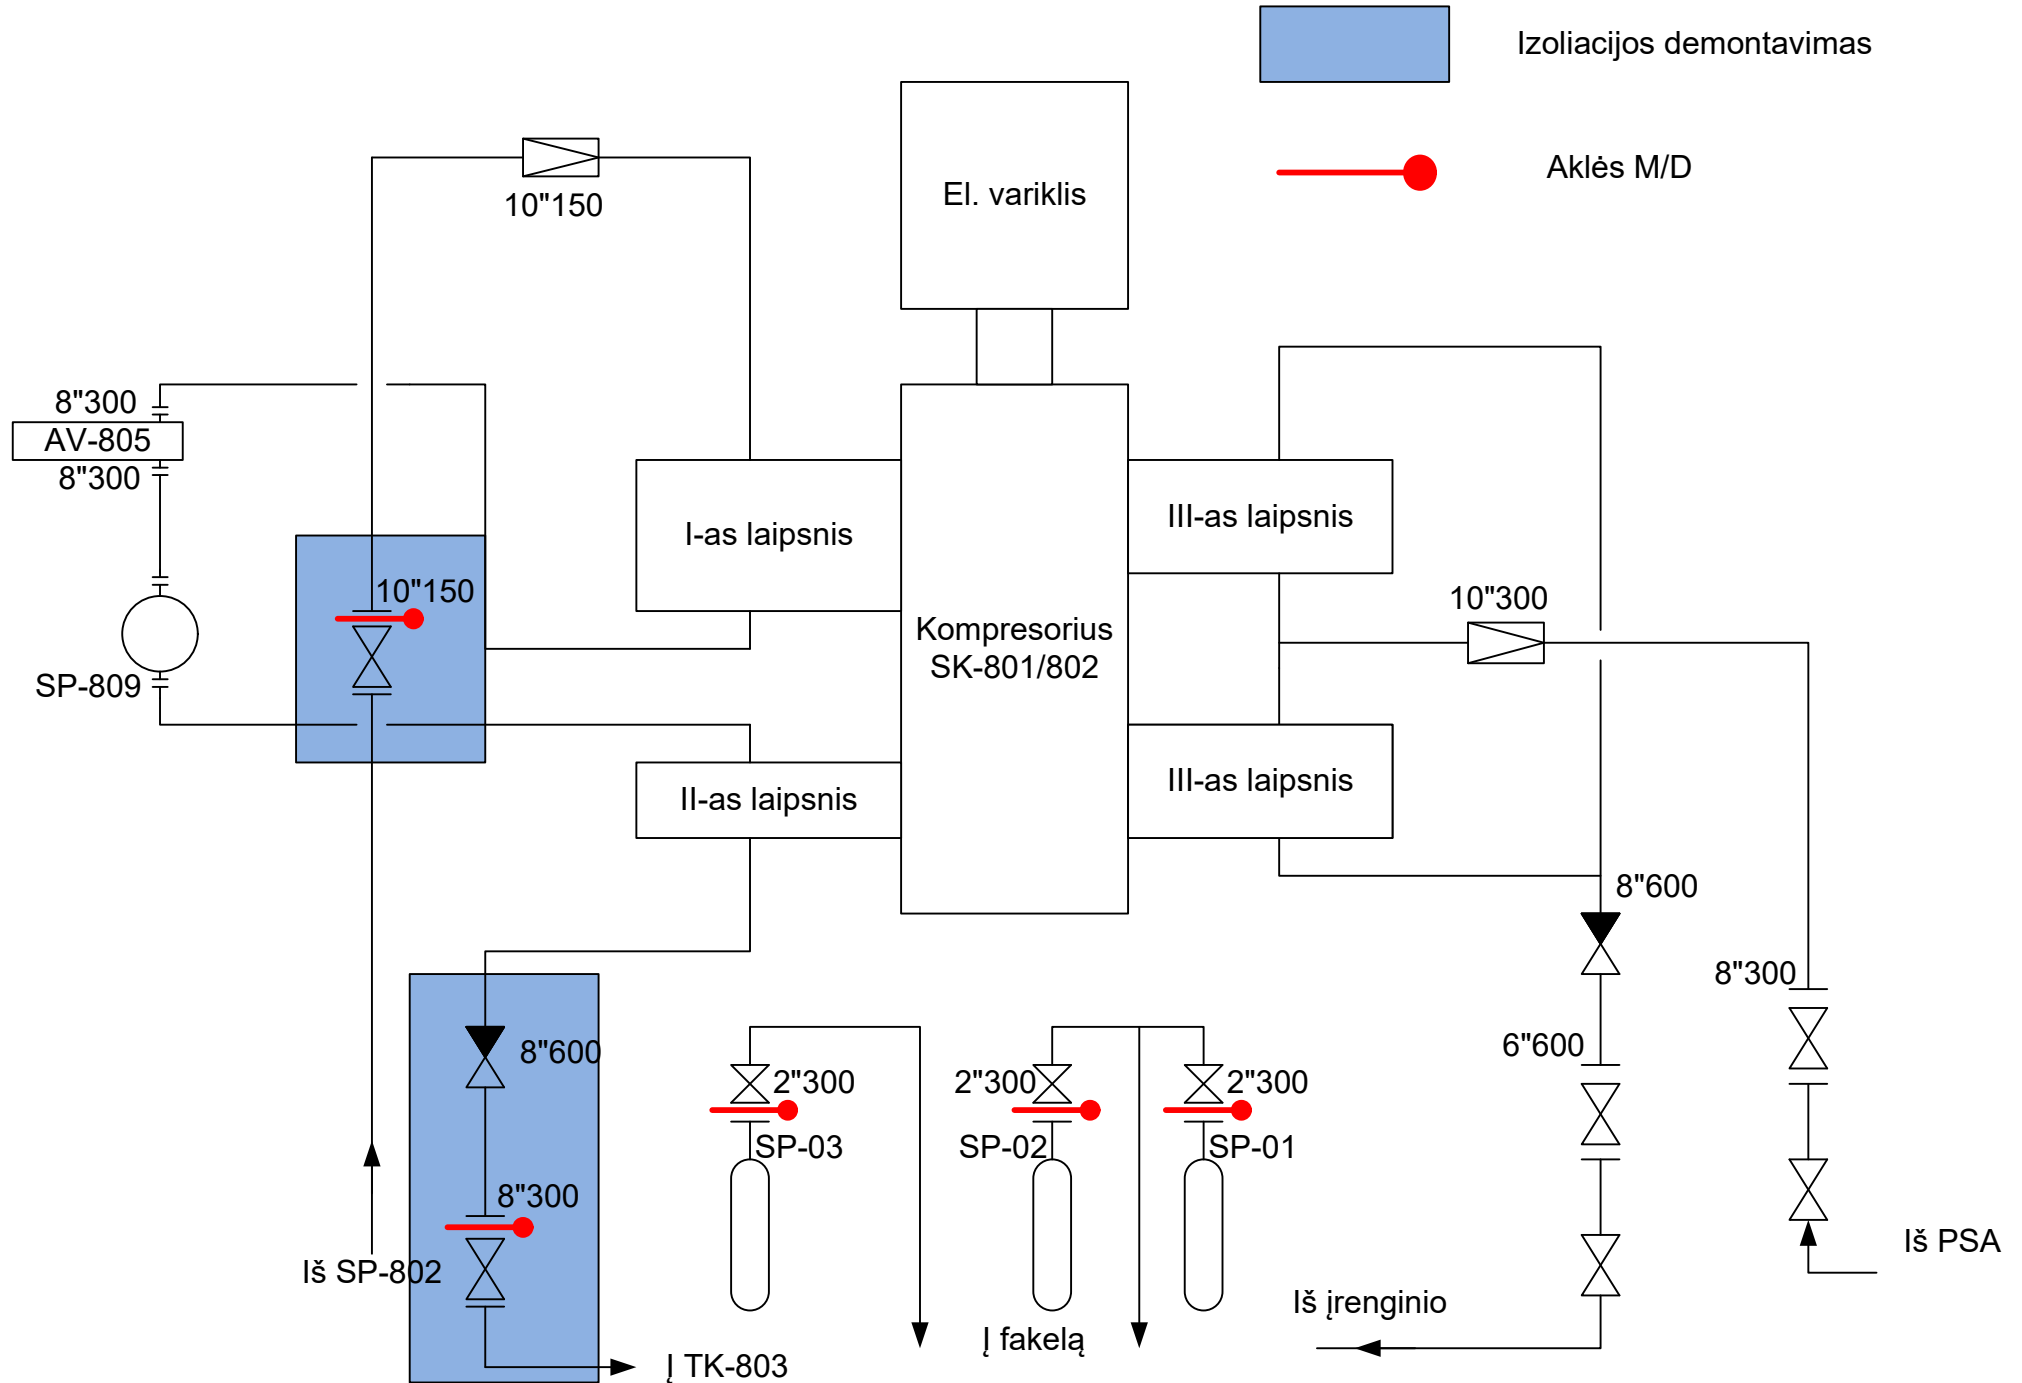 Izoliacijos demontavimas
Aklės M/D
El. variklis
10"150
8"300
AV-805
8"300
I-as laipsnis
III-as laipsnis
10"150
10"300
Kompresorius
SK-801/802
SP-809
II-as laipsnis
III-as laipsnis
8"600
8"300
8"600
6"600
2"300
2"300
2"300
SP-03
SP-02
SP-01
8"300
Iš SP-802
Iš PSA
Iš įrenginio
Į fakelą
Į TK-803